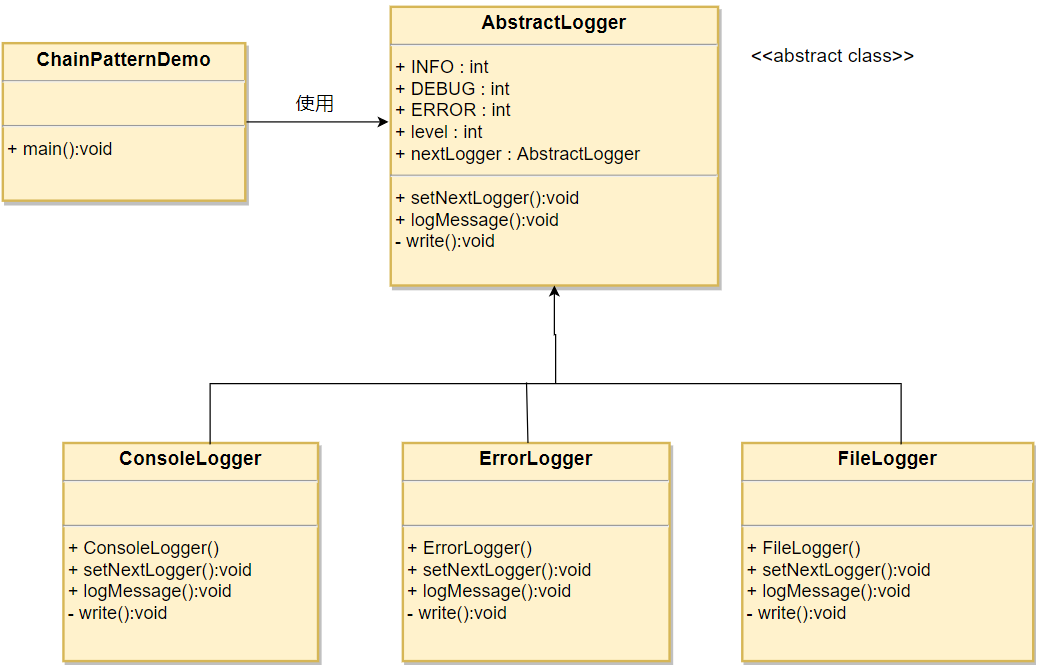 ChainPatternDemo
+ main():void
使用
AbstractLogger
+ INFO : int
+ DEBUG : int
+ ERROR : int
+ level : int
+ nextLogger : AbstractLogger
+ setNextLogger():void
+ logMessage():void
- write():void
<<abstract class>>
ConsoleLogger
+ ConsoleLogger()
+ setNextLogger():void
+ logMessage():void
- write():void
ErrorLogger
+ ErrorLogger()
+ setNextLogger():void
+ logMessage():void
- write():void
FileLogger
+ FileLogger()
+ setNextLogger():void
+ logMessage():void
- write():void